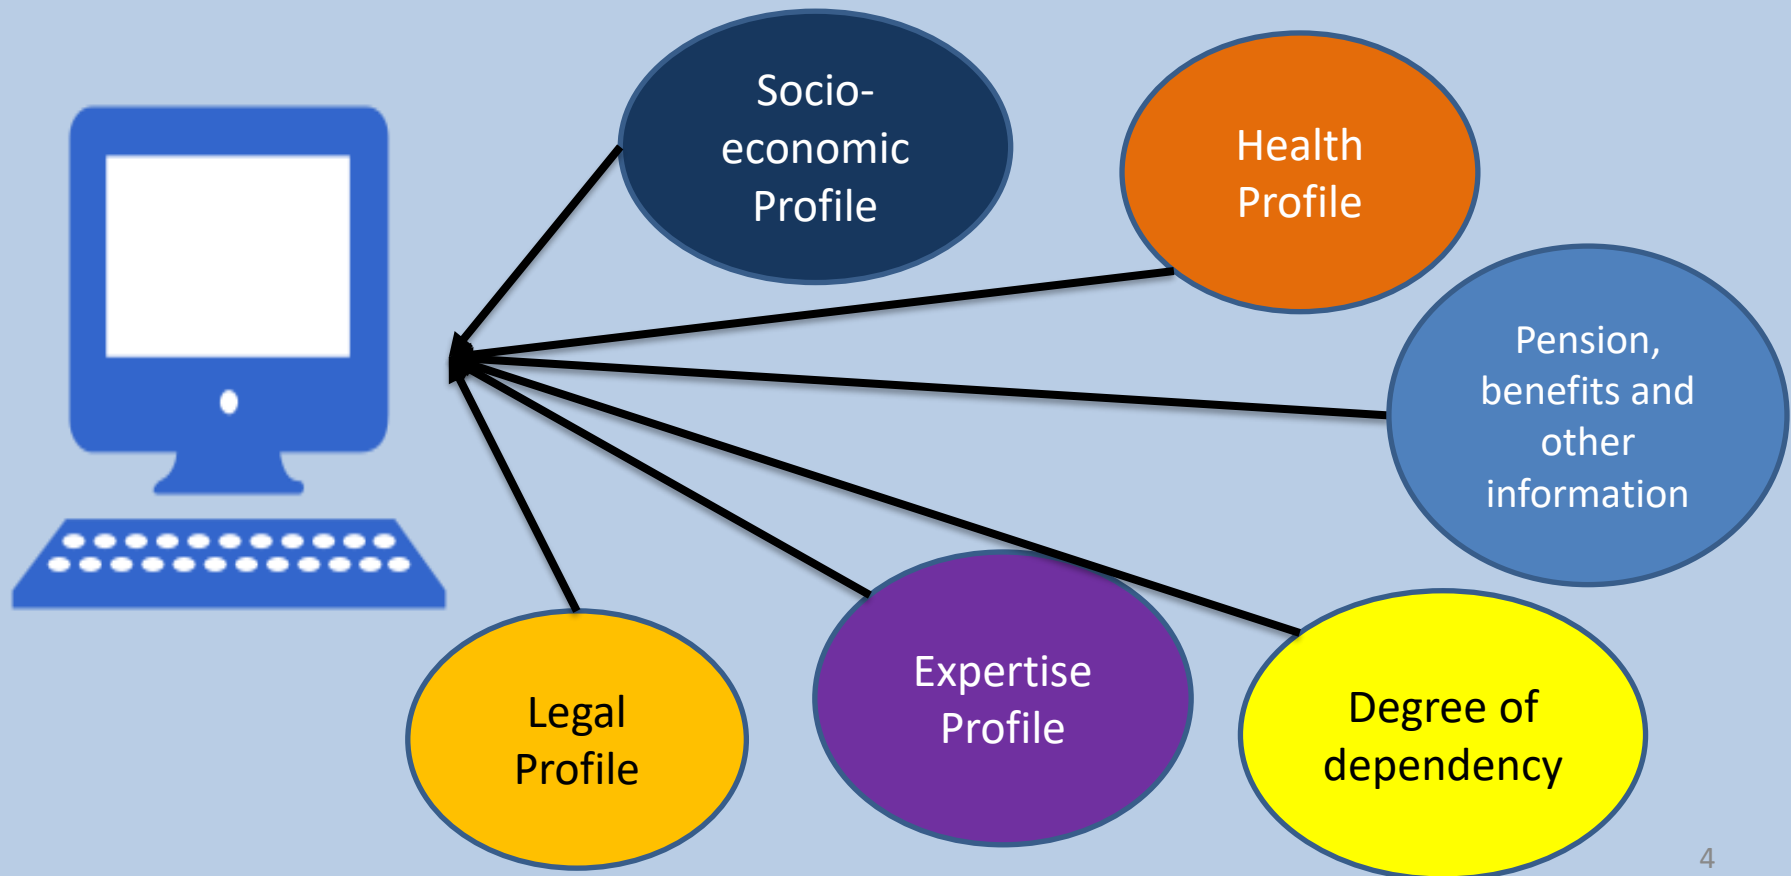 Socio-
economic
Profile
Health
Profile
Pension,
benefits and
other
information
Legal
Profile
Expertise
Profile
Degree of
dependency
4